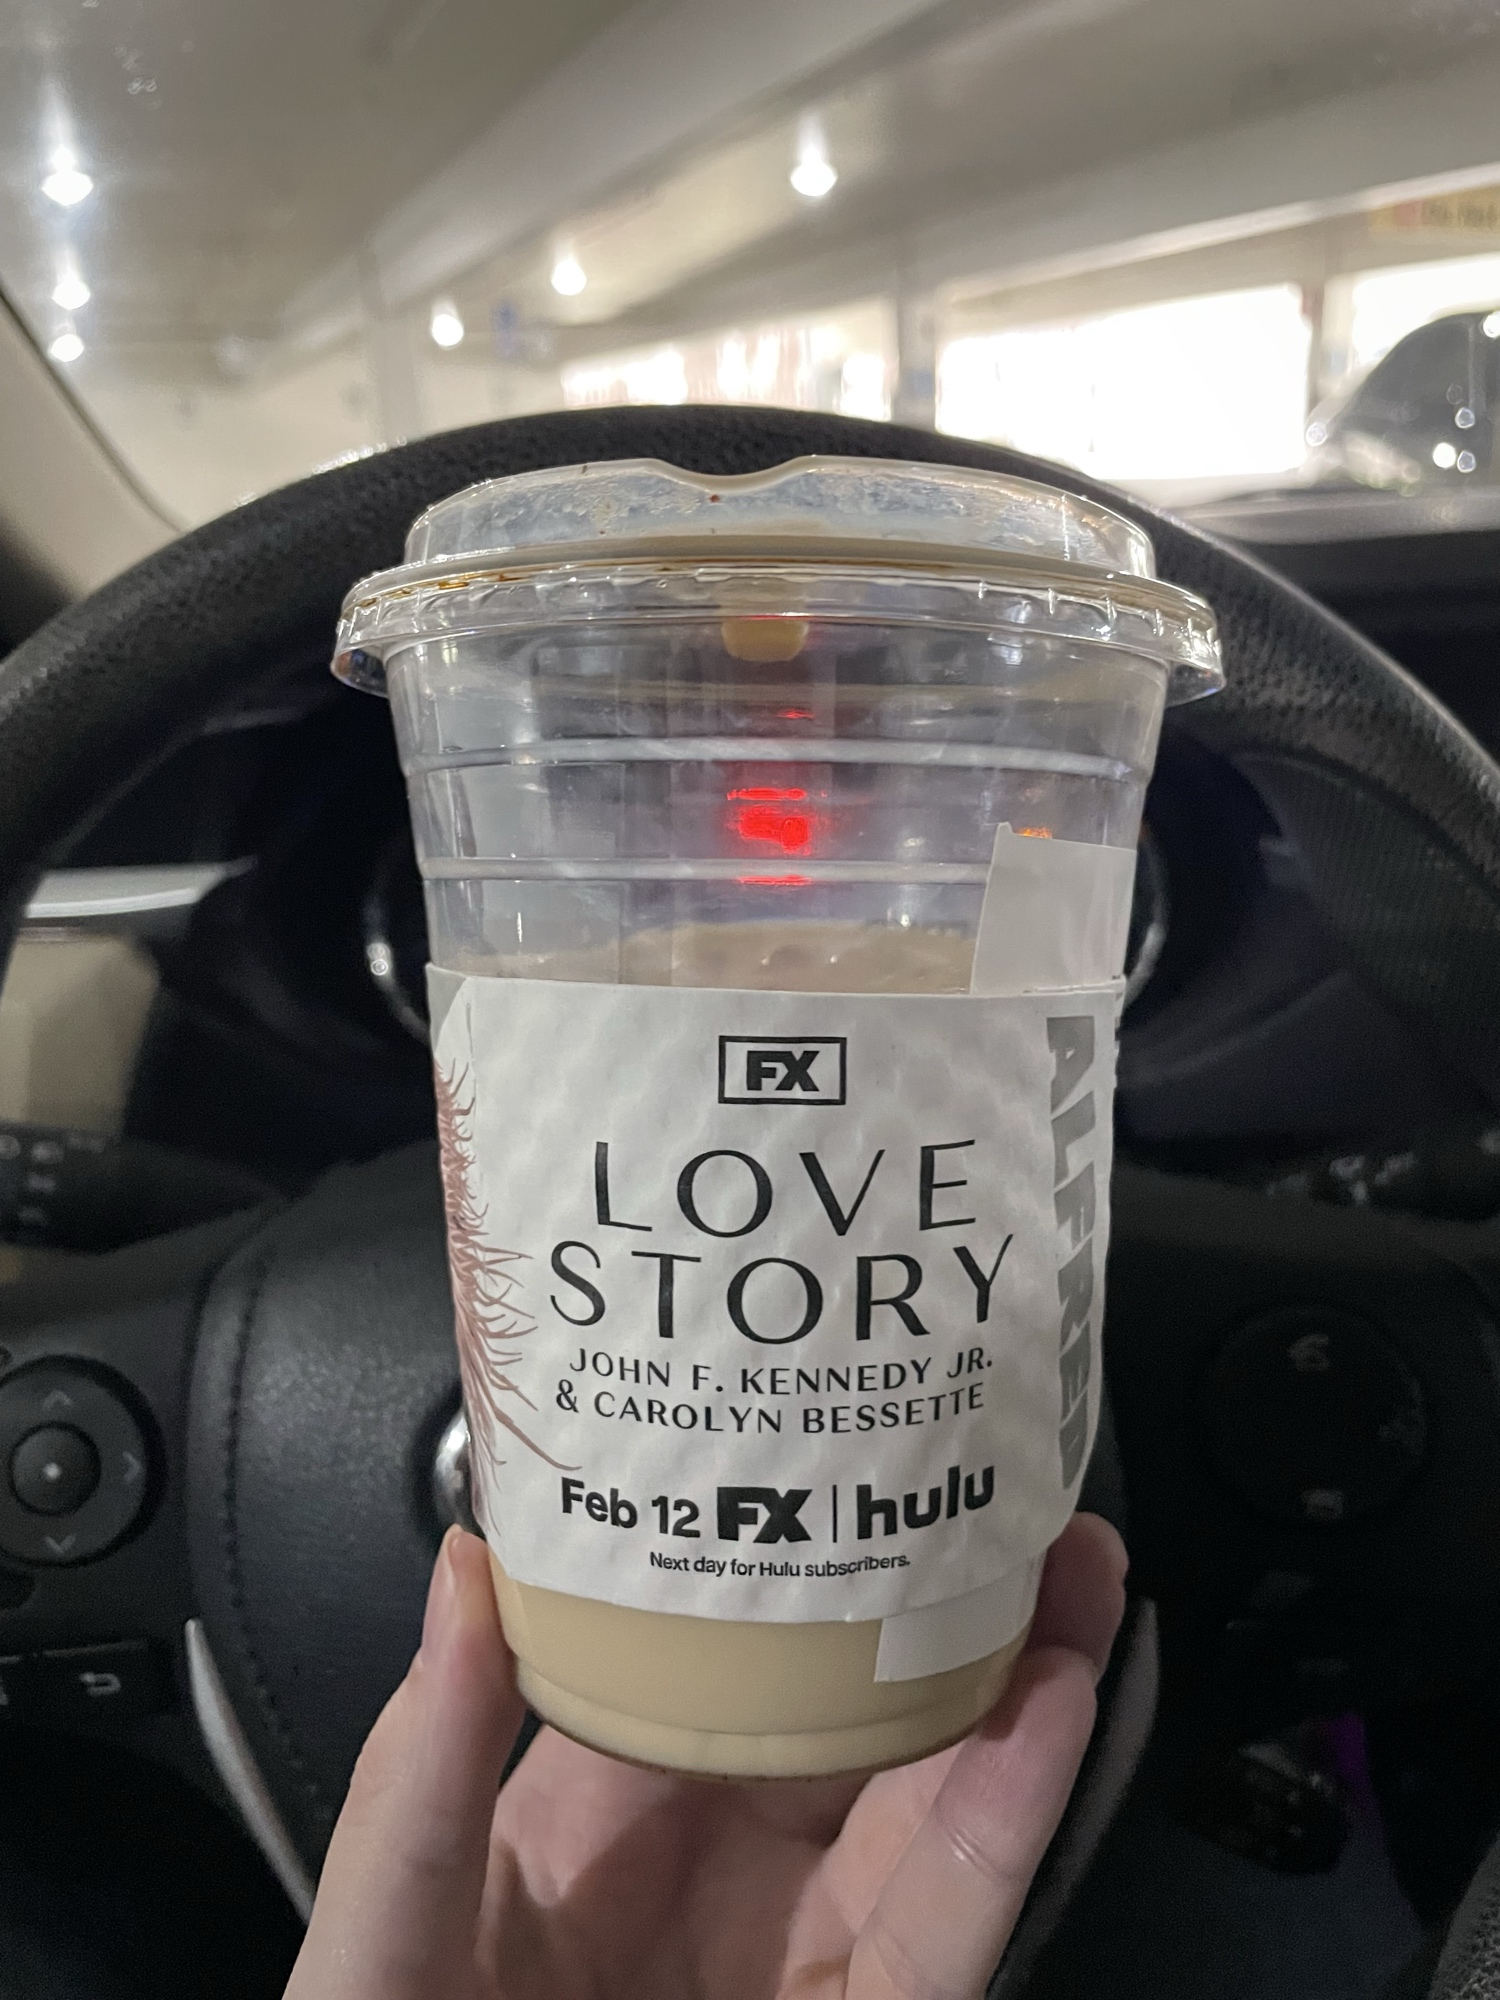 FX
LOVE
STORY
JOHN F. KENNEDY JR.
& CAROLYN BESSETTE
Feb 12 FX | hulu
Next day for Hulu subscribers.
ALFRED